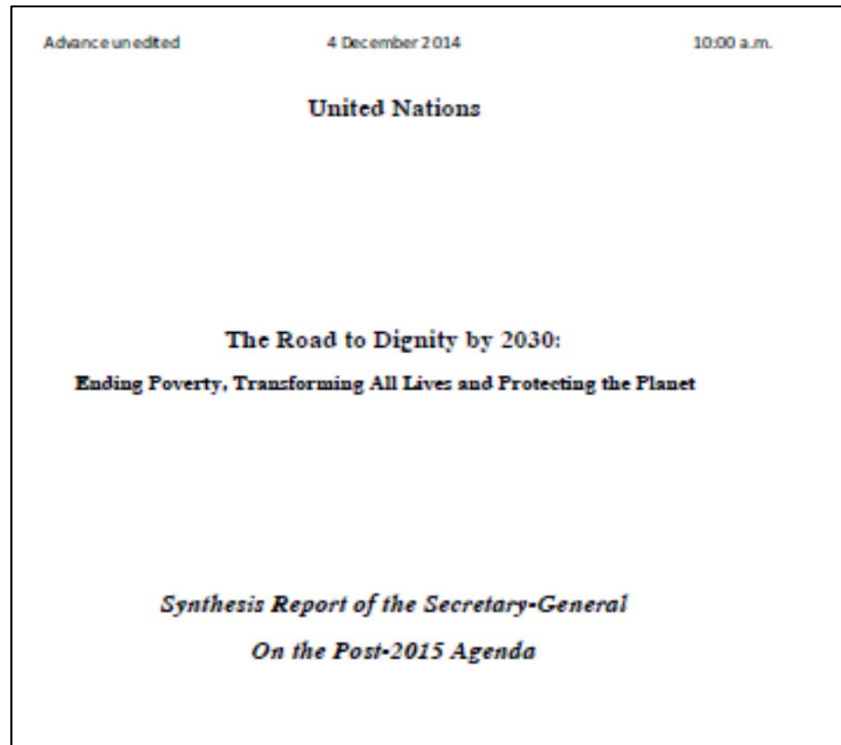 Advance unedited 4 December 2014 10:00 a.m.
United Nations
The Road to Dignity by 2030:
Ending Poverty, Transforming All Lives and Protecting the Planet
Synthesis Report of the Secretary-General
On the Post-2015 Agenda